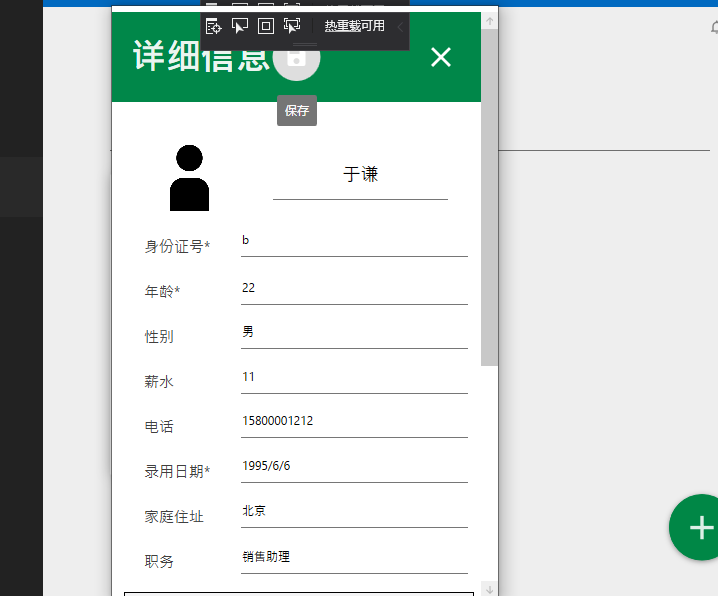 热重载可用
详细信息
保存
于谦
身份证号* b
年龄* 22
性别 男
薪水 11
电话 15800001212
录用日期* 1995/6/6
家庭住址 北京
职务 销售助理